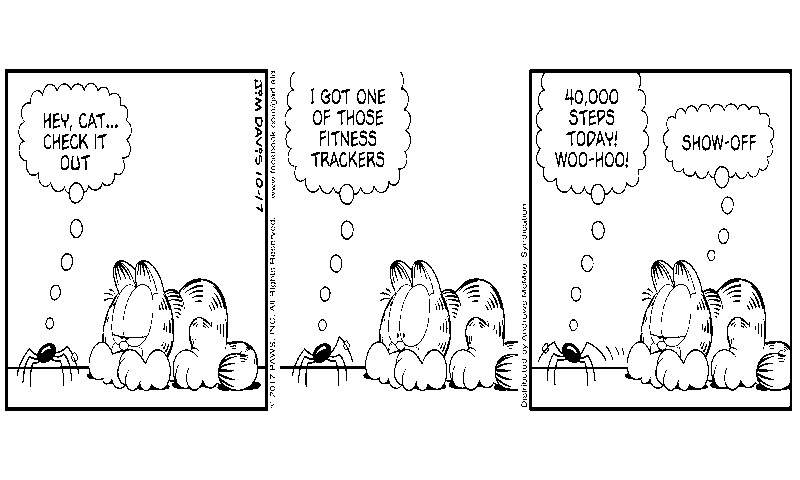 HEY, CAT...
CHECK IT
OUT
JIM DAVIS 10-17
I GOT ONE
OF THOSE
FITNESS
TRACKERS
© 2017 PAWS, INC. All Rights Reserved.
40,000
STEPS
TODAY!
WOO-HOO!
SHOW-OFF
Distributed by Andrews McMeel Syndication